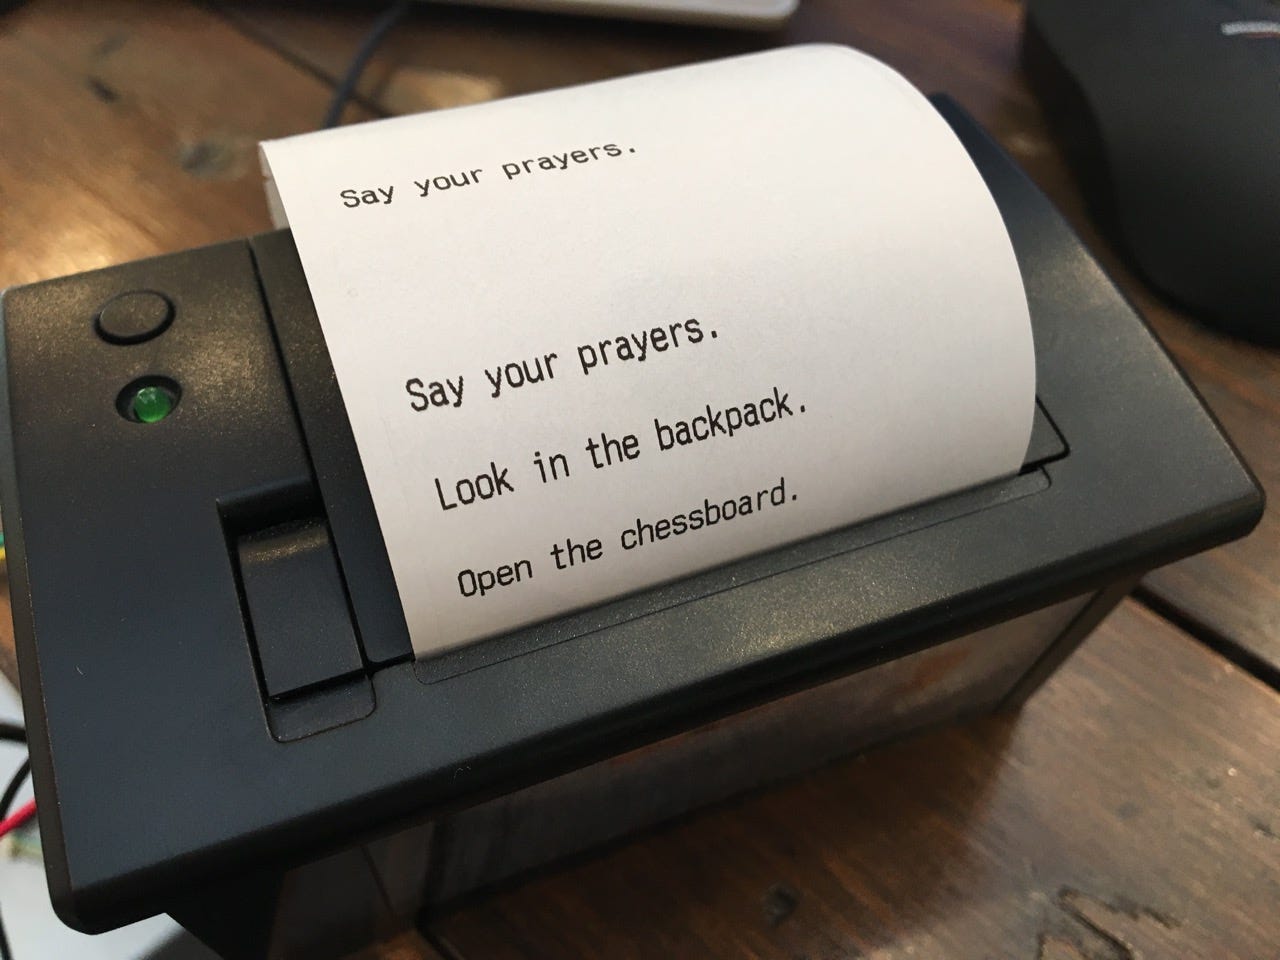 Say your prayers.
Say your prayers.
Look in the backpack.
Open the chessboard.